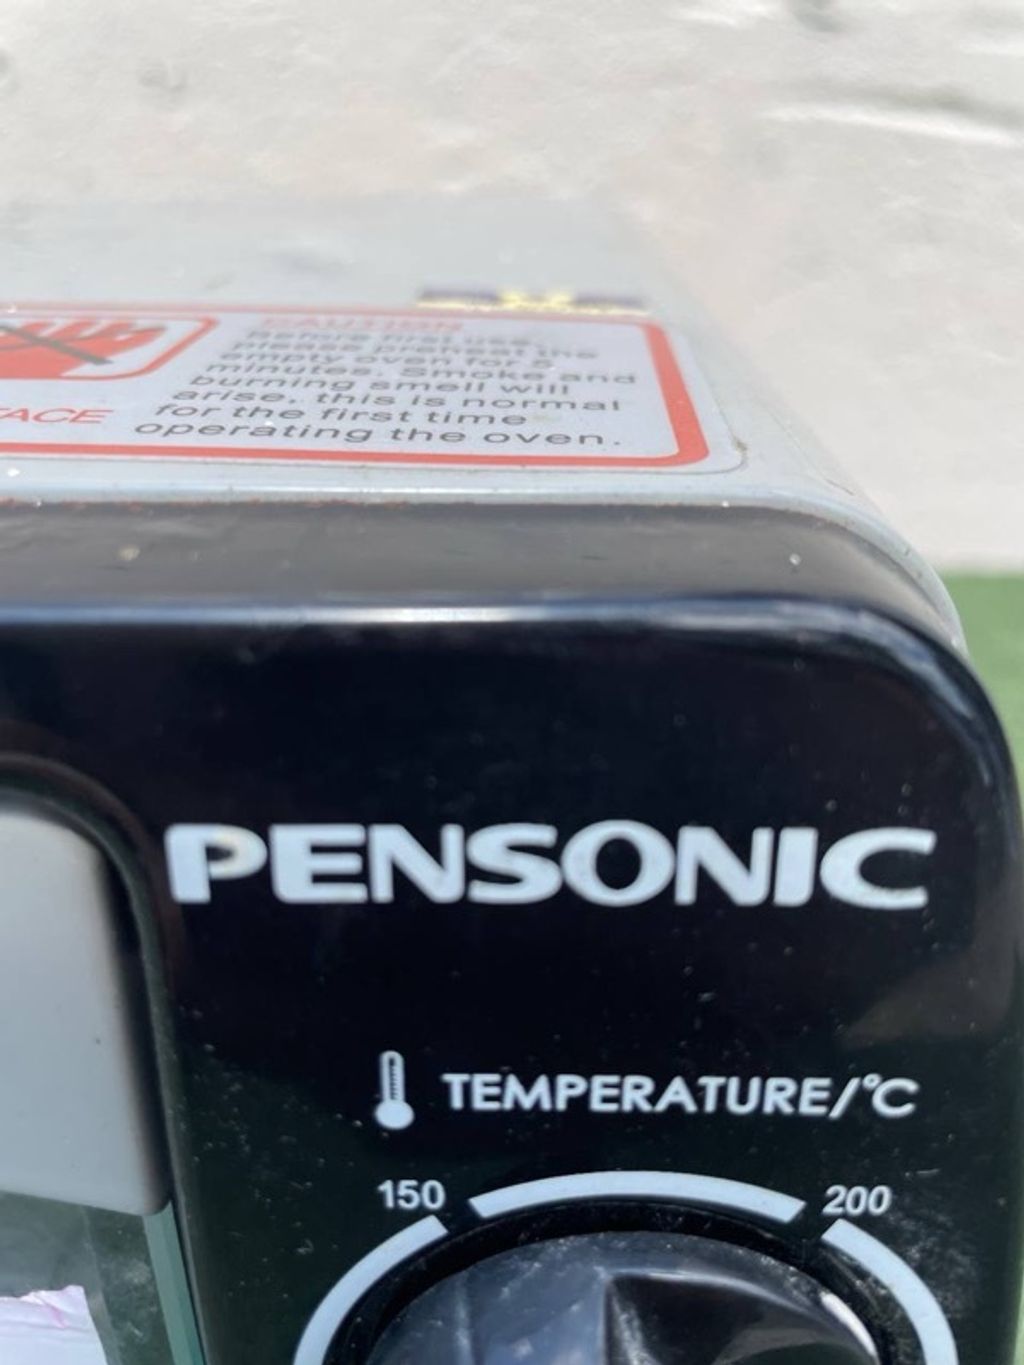 CAUTION
Before first use,
please preheat the
empty oven for 5
minutes. Smoke and
burning smell will
arise, this is normal
for the first time
operating the oven.
FACE
PENSONIC
TEMPERATURE/°C
150
200